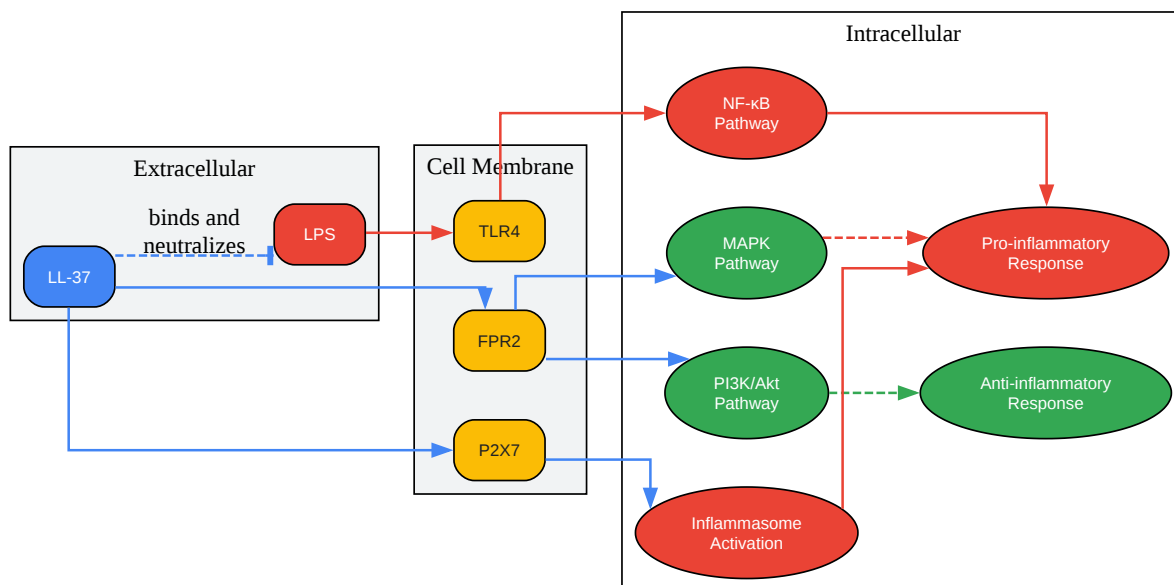 Intracellular
NF-κB
Pathway
Extracellular
Cell Membrane
binds and
neutralizes
LPS
TLR4
MAPK
Pathway
Pro-inflammatory
Response
LL-37
FPR2
PI3K/Akt
Pathway
Anti-inflammatory
Response
P2X7
Inflammasome
Activation